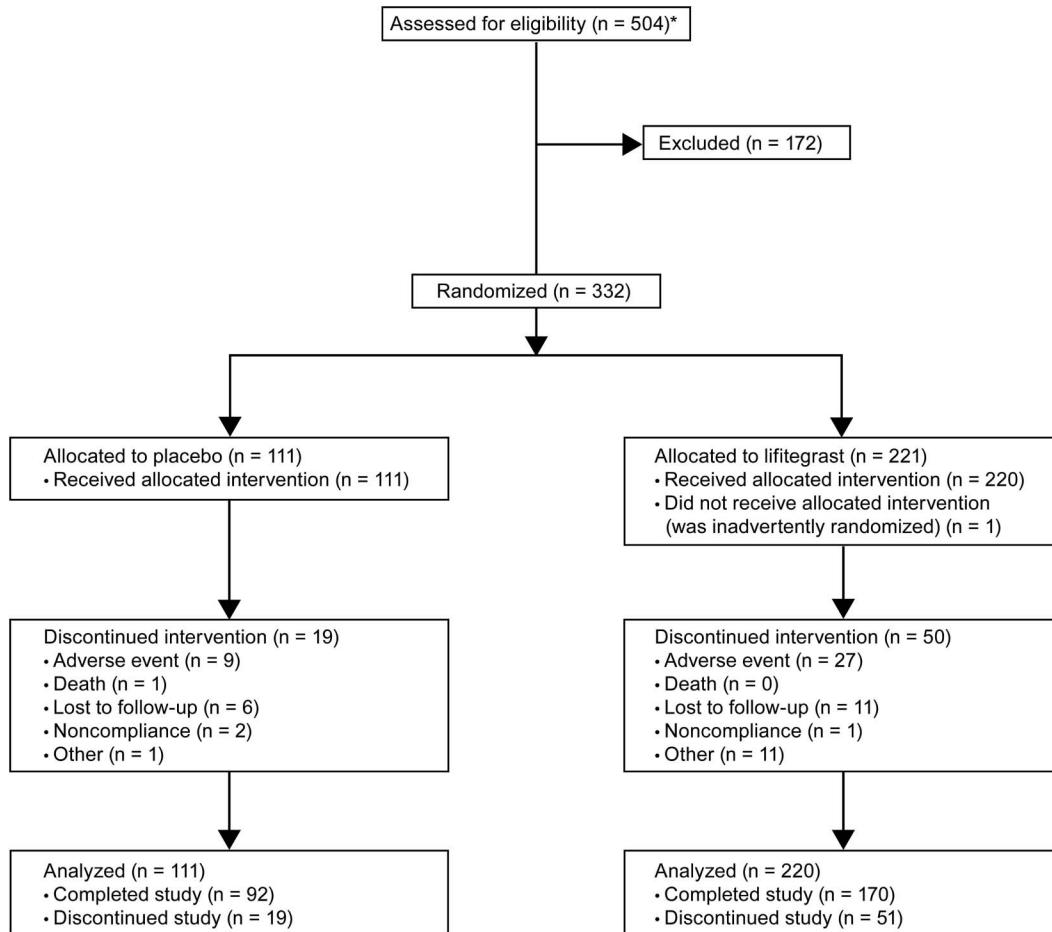 Assessed for eligibility (n = 504)*
Excluded (n = 172)
Randomized (n = 332)
Allocated to placebo (n = 111)
• Received allocated intervention (n = 111)
Allocated to lifitegrast (n = 221)
• Received allocated intervention (n = 220)
• Did not receive allocated intervention
(was inadvertently randomized) (n = 1)
Discontinued intervention (n = 19)
• Adverse event (n = 9)
• Death (n = 1)
• Lost to follow-up (n = 6)
• Noncompliance (n = 2)
• Other (n = 1)
Discontinued intervention (n = 50)
• Adverse event (n = 27)
• Death (n = 0)
• Lost to follow-up (n = 11)
• Noncompliance (n = 1)
• Other (n = 11)
Analyzed (n = 111)
• Completed study (n = 92)
• Discontinued study (n = 19)
Analyzed (n = 220)
• Completed study (n = 170)
• Discontinued study (n = 51)